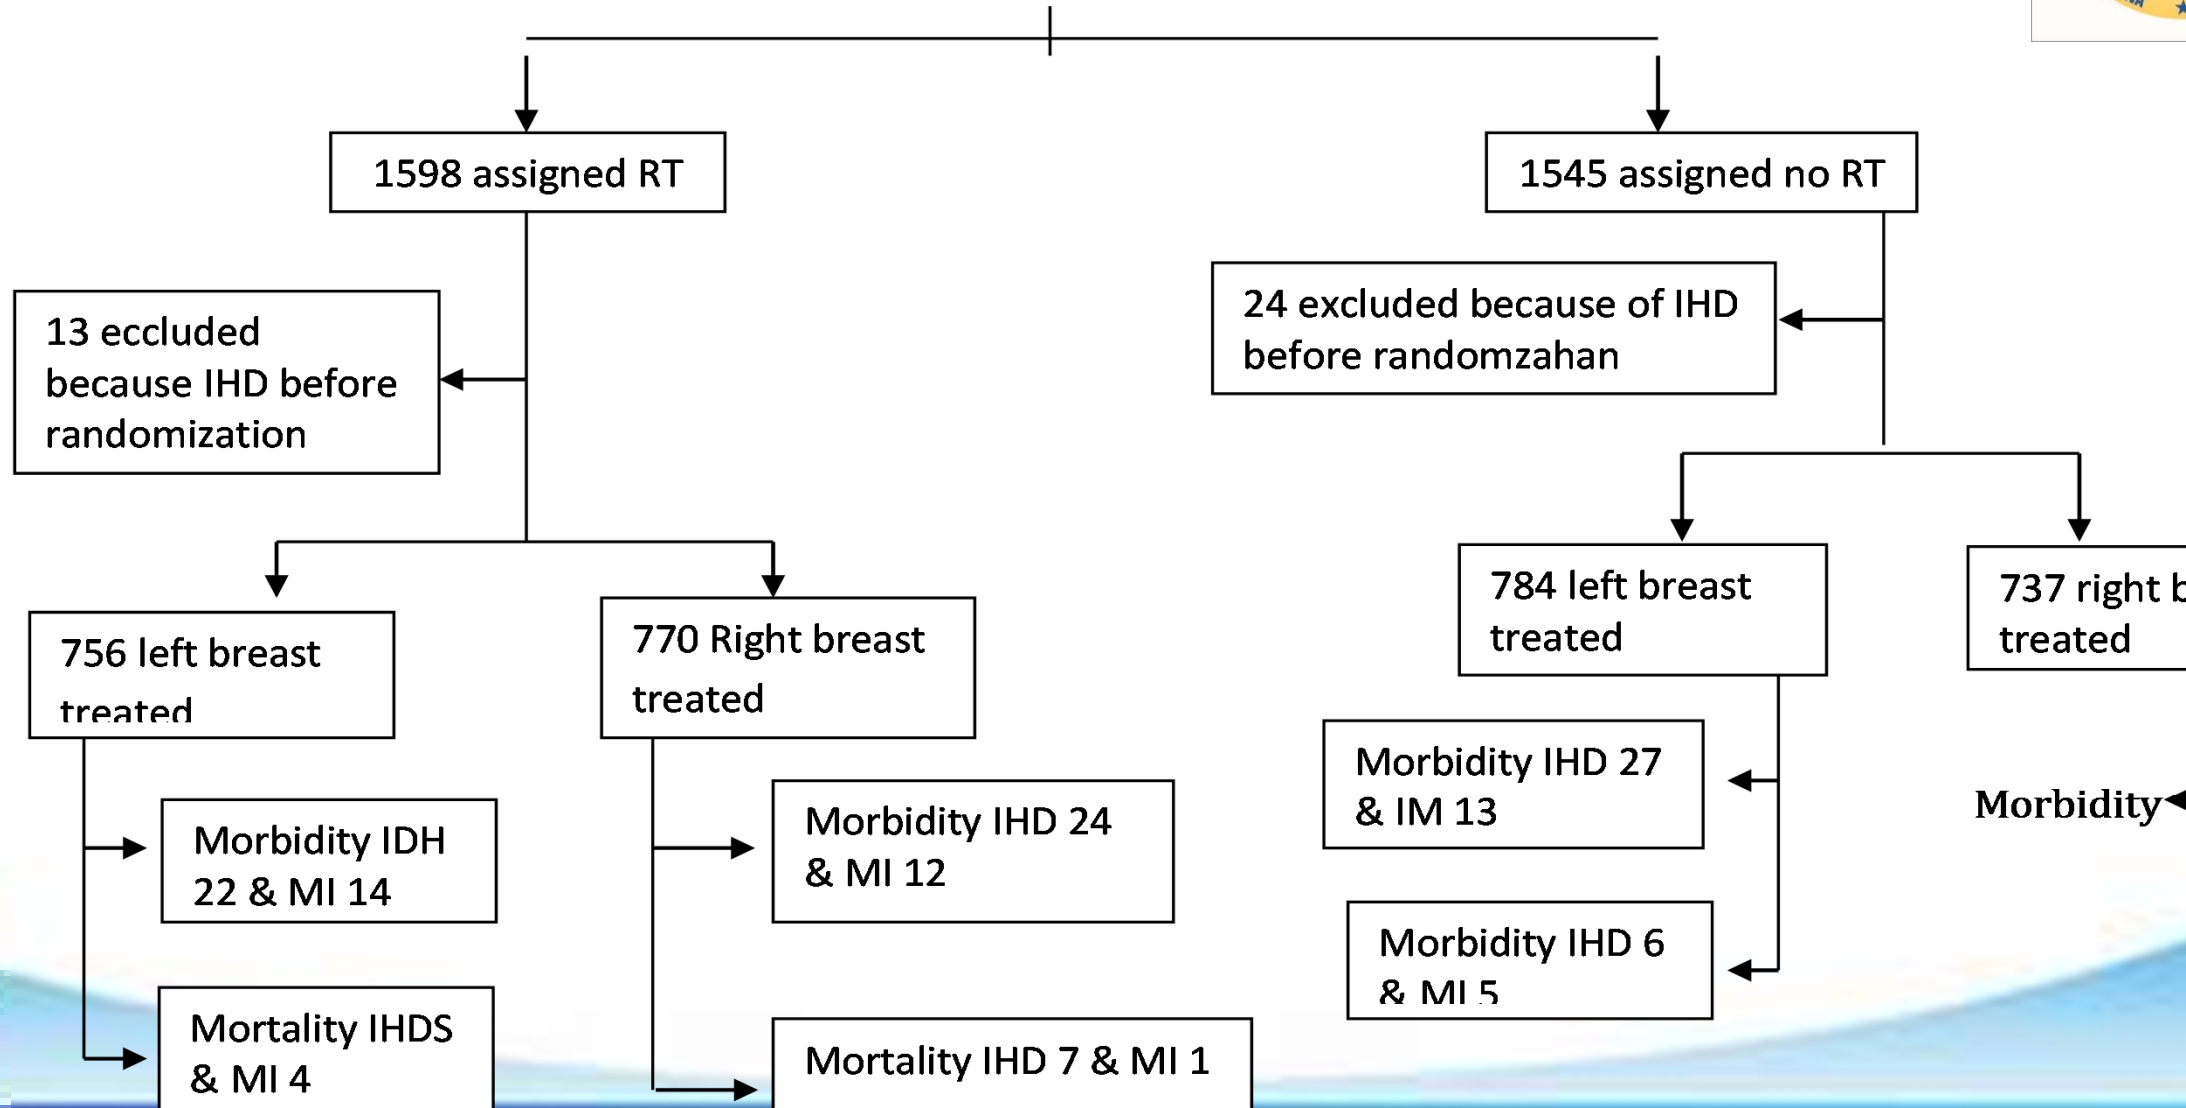 1598 assigned RT
1545 assigned no RT
13 eccluded
because IHD before
randomization
24 excluded because of IHD
before randomzahan
756 left breast
treated
770 Right breast
treated
784 left breast
treated
737 right b
treated
Morbidity IDH
22 & MI 14
Morbidity IHD 24
& MI 12
Morbidity IHD 27
& IM 13
Morbidity
Mortality IHDS
& MI 4
Mortality IHD 7 & MI 1
Morbidity IHD 6
& MI 5